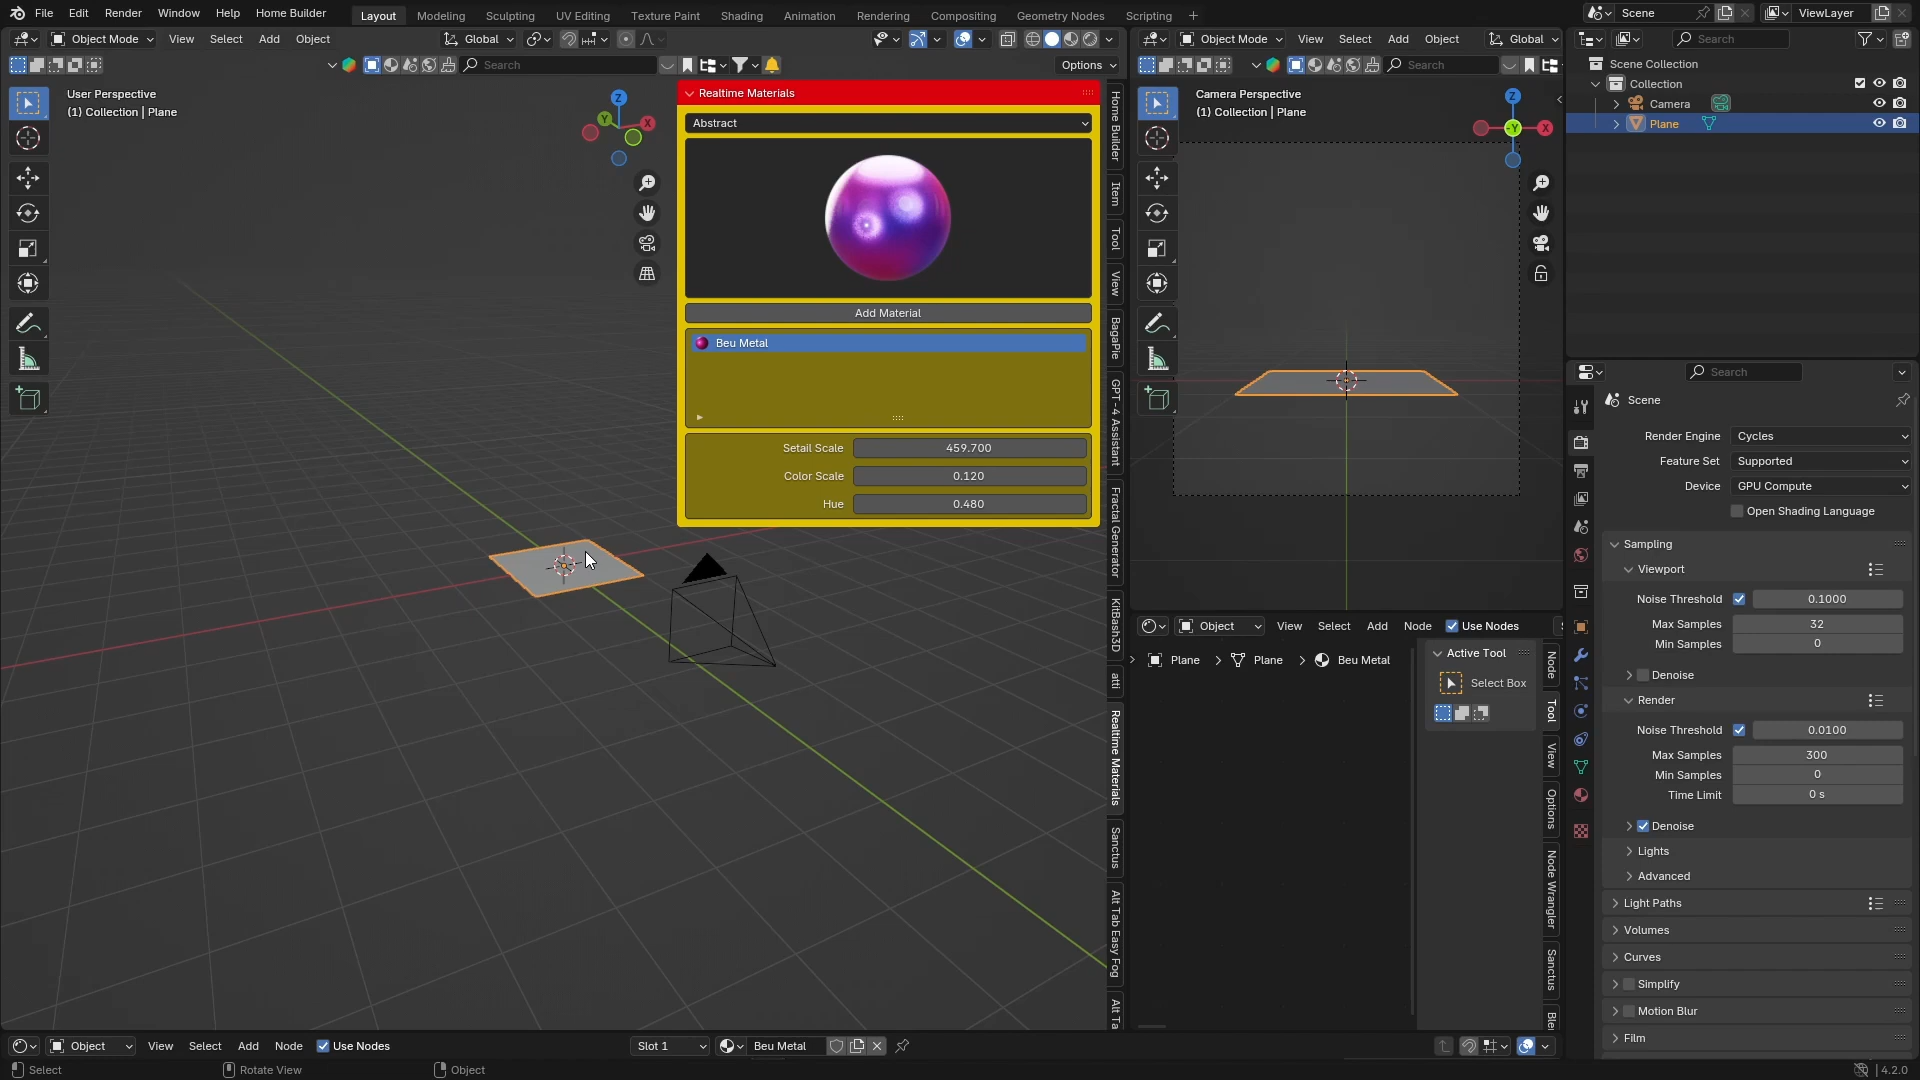 File Edit Render Window Help Home Builder Layout Modeling Sculpting UV Editing Texture Paint Shading Animation Rendering Compositing Geometry Nodes Scripting + Scene ViewLayer
Object Mode View Select Add Object Global
Search Options
User Perspective
(1) Collection | Plane
Z
Y
X
Realtime Materials
Abstract
Add Material
Beu Metal
Setail Scale 459.700
Color Scale 0.120
Hue 0.480
Home Builder
Item
Tool
View
BagaPie
GPT-4 Assistant
Fractal Generator
KitBash3D
atti
Realtime Materials
Sanctus
Alt Tab Easy Fog
Alt Ta
Object Mode View Select Add Object Global
Search
Camera Perspective
(1) Collection | Plane
Z
-Y
X
Object View Select Add Node Use Nodes S
Plane Plane Beu Metal
Active Tool
Select Box
Node
Tool
View
Options
Node Wrangler
Sanctus
Ble
Search
Scene Collection
Collection
Camera
Plane
Search
Scene
Render Engine Cycles
Feature Set Supported
Device GPU Compute
Open Shading Language
Sampling
Viewport
Noise Threshold 0.1000
Max Samples 32
Min Samples 0
Denoise
Render
Noise Threshold 0.0100
Max Samples 300
Min Samples 0
Time Limit 0 s
Denoise
Lights
Advanced
Light Paths
Volumes
Curves
Simplify
Motion Blur
Film
Object View Select Add Node Use Nodes Slot 1 Beu Metal
Select Rotate View Object 4.2.0